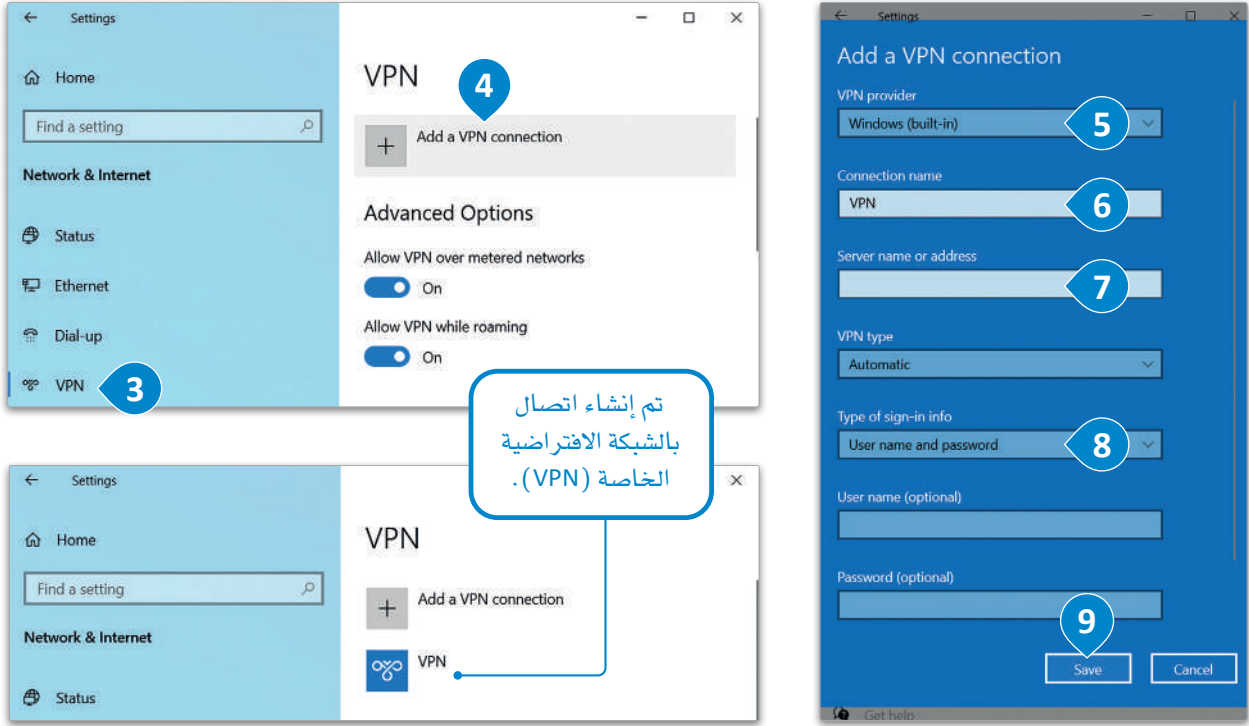 Settings
Home
Find a setting
Network & Internet
Status
Ethernet
Dial-up
VPN
3
VPN
4
Add a VPN connection
Advanced Options
Allow VPN over metered networks
On
Allow VPN while roaming
On
تم إنشاء اتصال
بالشبكة الافتراضية
الخاصة (VPN).
Settings
Home
Find a setting
Network & Internet
Status
VPN
Add a VPN connection
VPN
Settings
Add a VPN connection
VPN provider
Windows (built-in)
5
Connection name
VPN
6
Server name or address
7
VPN type
Automatic
Type of sign-in info
User name and password
8
User name (optional)
Password (optional)
9
Save
Cancel
Get help